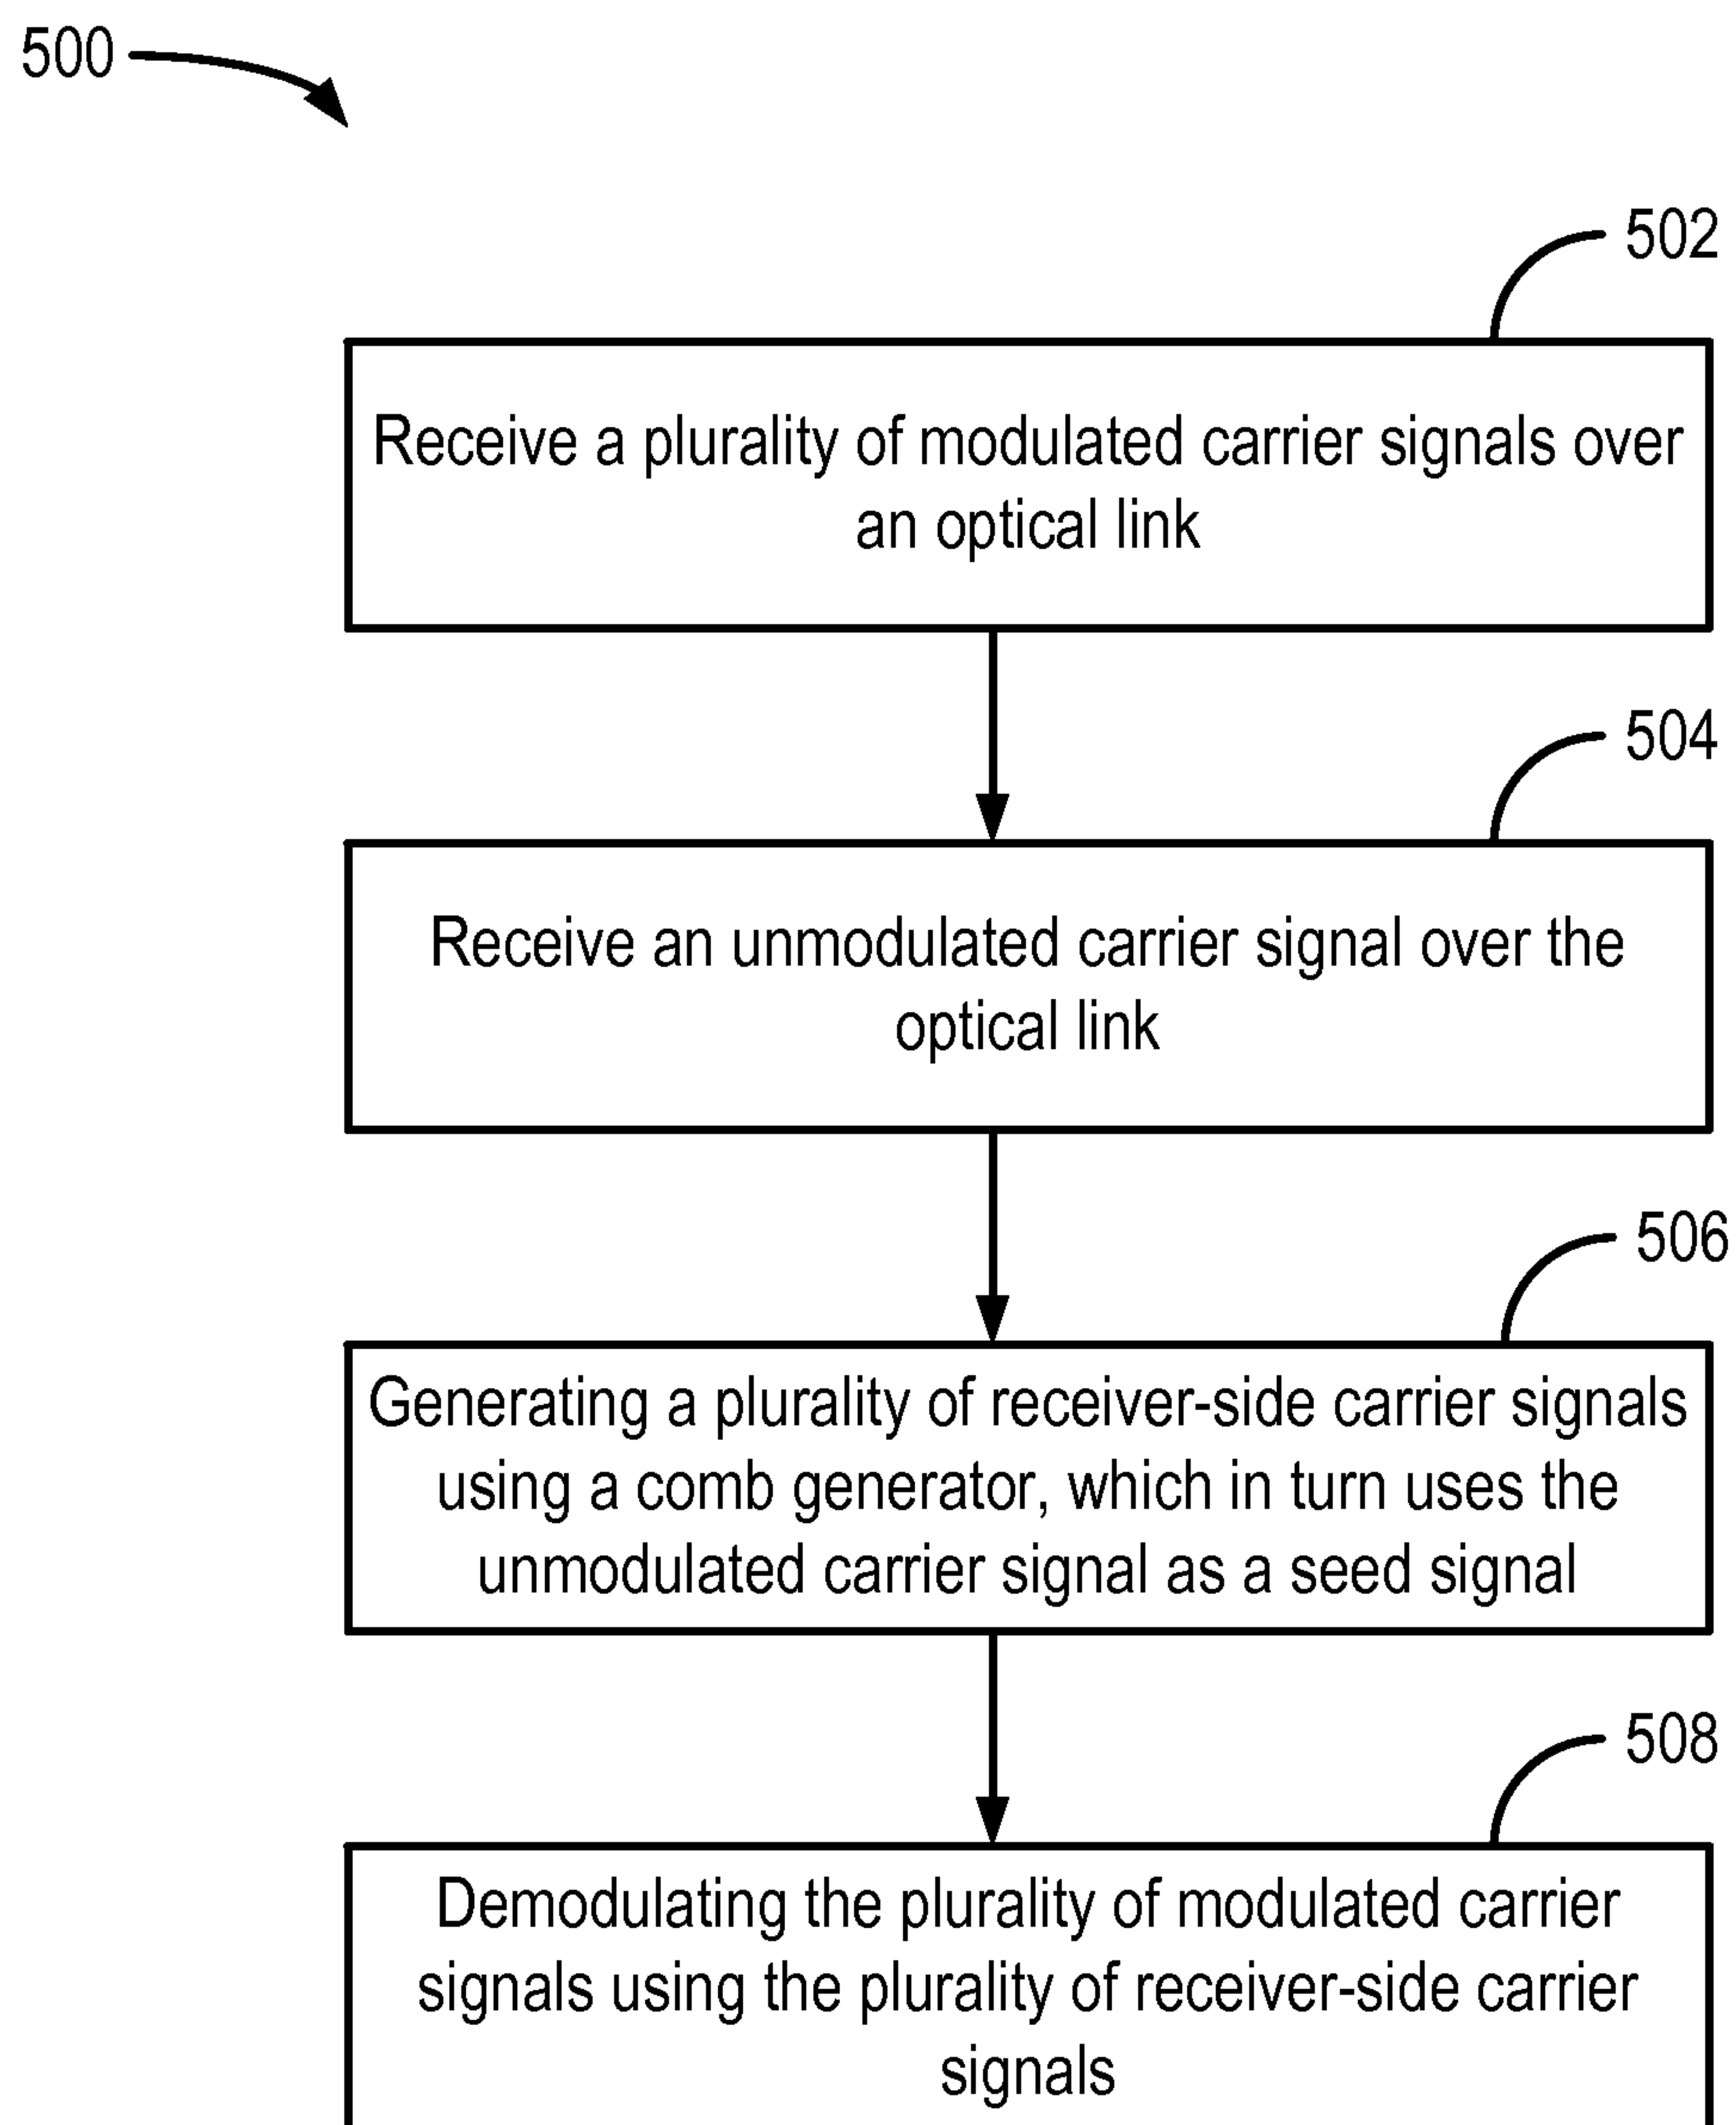 500
502
Receive a plurality of modulated carrier signals over
an optical link
504
Receive an unmodulated carrier signal over the
optical link
506
Generating a plurality of receiver-side carrier signals
using a comb generator, which in turn uses the
unmodulated carrier signal as a seed signal
508
Demodulating the plurality of modulated carrier
signals using the plurality of receiver-side carrier
signals